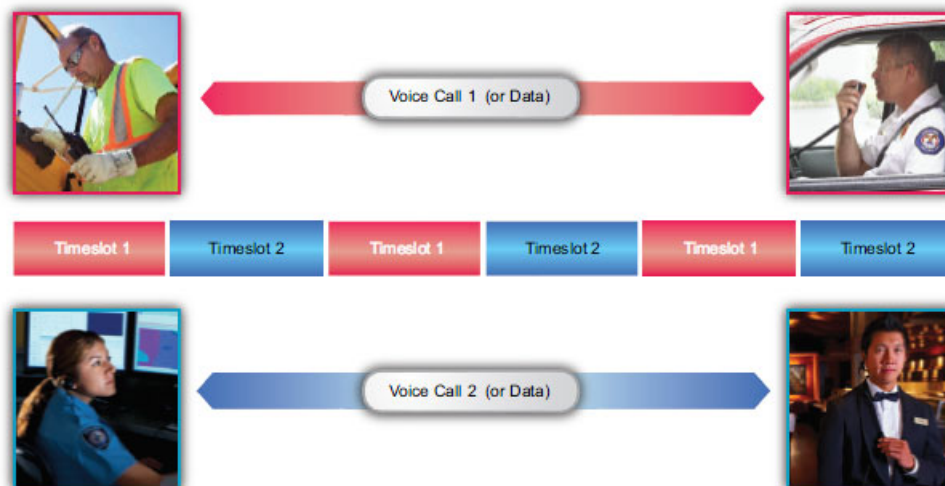 Voice Call 1 (or Data)
Timeslot 1 Timeslot 2 Timeslot 1 Timeslot 2 Timeslot 1 Timeslot 2
Voice Call 2 (or Data)